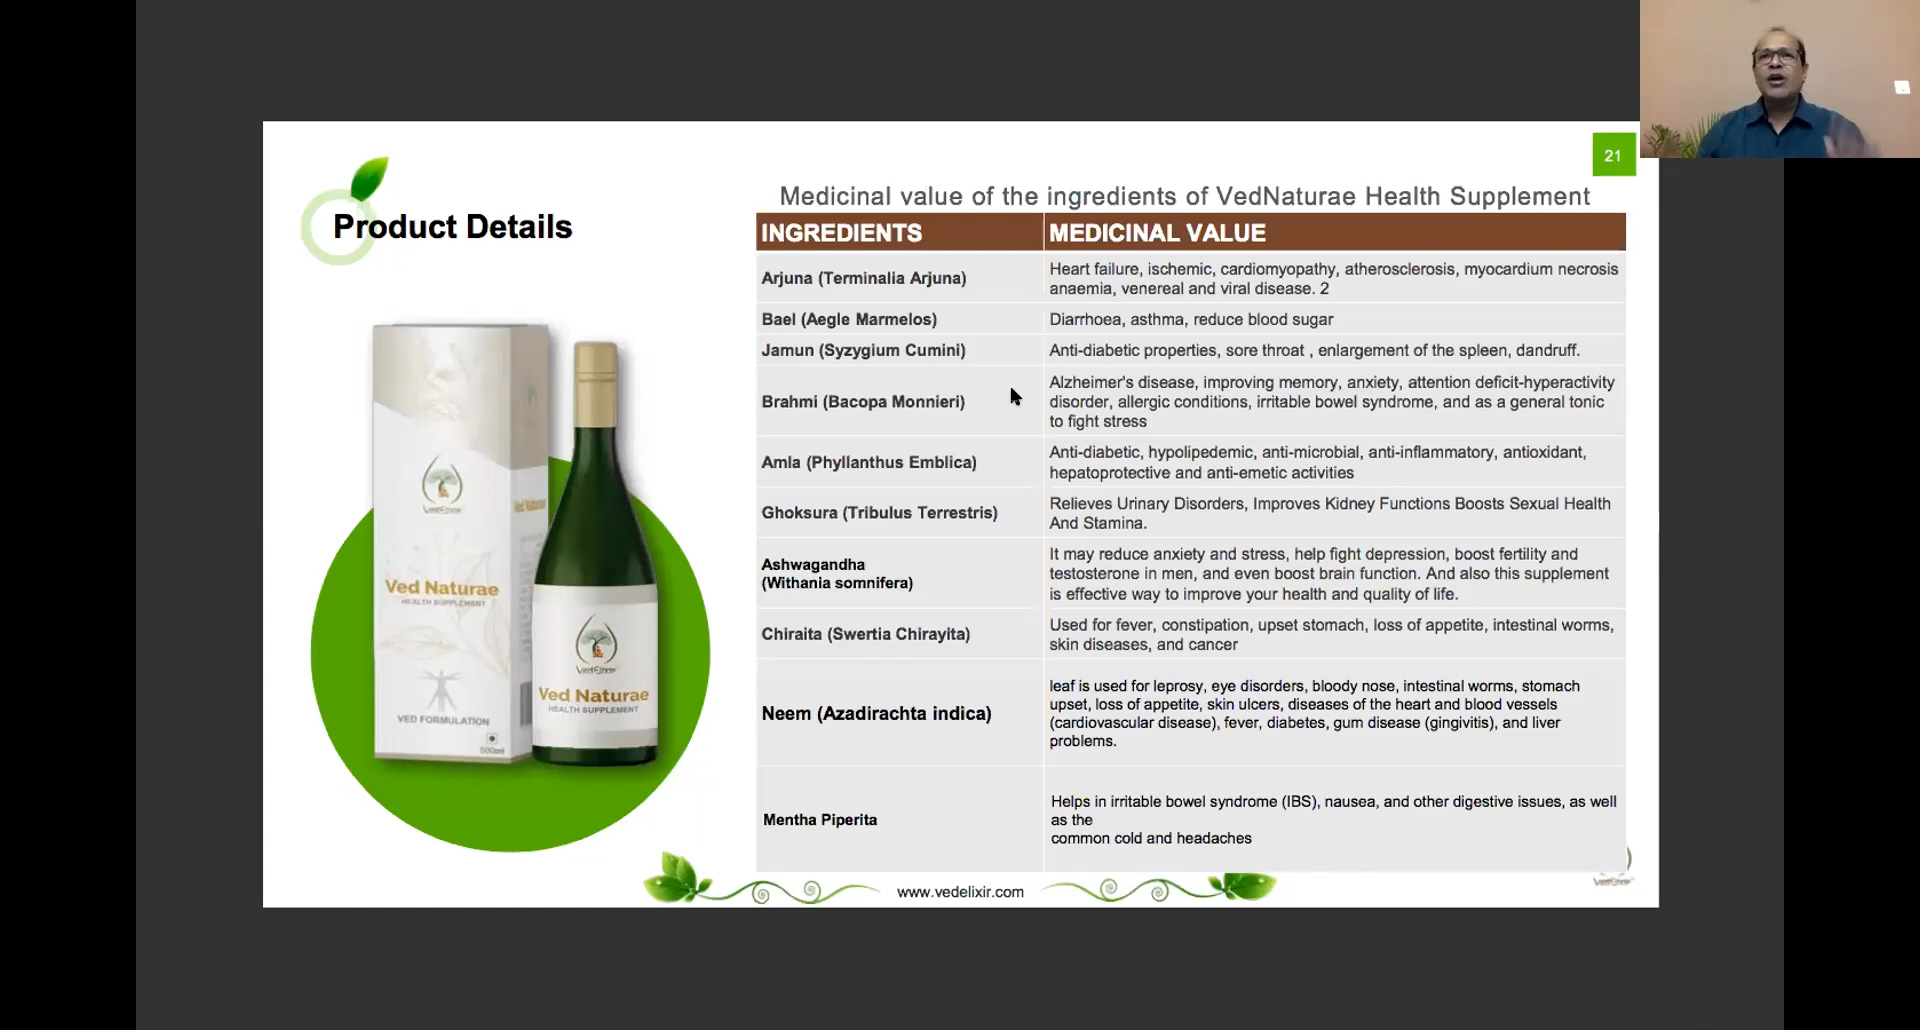 21
Product Details
Medicinal value of the ingredients of VedNaturae Health Supplement
INGREDIENTS
MEDICINAL VALUE
Arjuna (Terminalia Arjuna)
Heart failure, ischemic, cardiomyopathy, atherosclerosis, myocardium necrosis
anaemia, venereal and viral disease. 2
Bael (Aegle Marmelos)
Diarrhoea, asthma, reduce blood sugar
Jamun (Syzygium Cumini)
Anti-diabetic properties, sore throat , enlargement of the spleen, dandruff.
Brahmi (Bacopa Monnieri)
Alzheimer's disease, improving memory, anxiety, attention deficit-hyperactivity
disorder, allergic conditions, irritable bowel syndrome, and as a general tonic
to fight stress
Amla (Phyllanthus Emblica)
Anti-diabetic, hypolipedemic, anti-microbial, anti-inflammatory, antioxidant,
hepatoprotective and anti-emetic activities
Ghoksura (Tribulus Terrestris)
Relieves Urinary Disorders, Improves Kidney Functions Boosts Sexual Health
And Stamina.
Ashwagandha
(Withania somnifera)
It may reduce anxiety and stress, help fight depression, boost fertility and
testosterone in men, and even boost brain function. And also this supplement
is effective way to improve your health and quality of life.
Chiraita (Swertia Chirayita)
Used for fever, constipation, upset stomach, loss of appetite, intestinal worms,
skin diseases, and cancer
Neem (Azadirachta indica)
leaf is used for leprosy, eye disorders, bloody nose, intestinal worms, stomach
upset, loss of appetite, skin ulcers, diseases of the heart and blood vessels
(cardiovascular disease), fever, diabetes, gum disease (gingivitis), and liver
problems.
Mentha Piperita
Helps in irritable bowel syndrome (IBS), nausea, and other digestive issues, as well
as the
common cold and headaches
VedElixir
Ved Naturae
Ved Naturae
HEALTH SUPPLEMENT
VED FORMULATION
500ml
VedElixir
Ved Naturae
HEALTH SUPPLEMENT
www.vedelixir.com
VedElixir